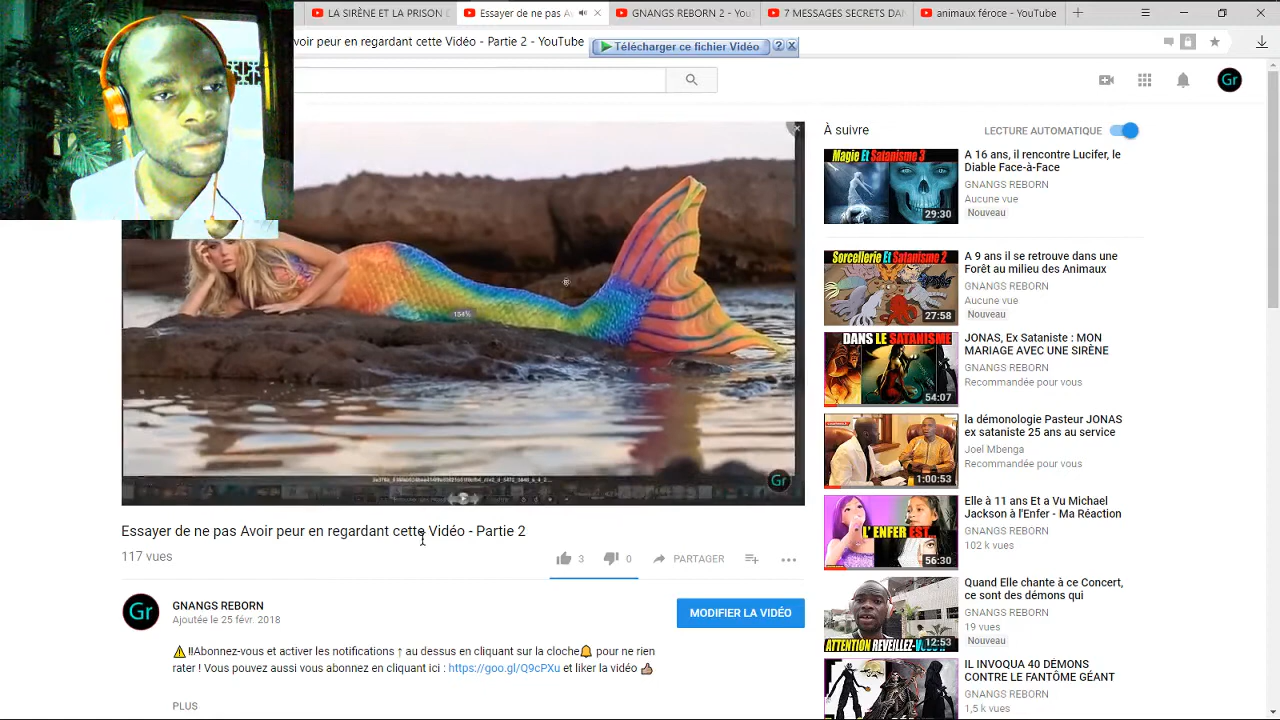 LA SIRÈNE ET LA PRISON
Essayer de ne pas Av
GNANGS REBORN 2 - You
7 MESSAGES SECRETS DAN
animaux féroce - YouTube
voir peur en regardant cette Vidéo - Partie 2 - YouTube
Télécharger ce fichier Vidéo
?
Gr
À suivre
LECTURE AUTOMATIQUE
Magie Et Satanisme 3
29:30
A 16 ans, il rencontre Lucifer, le
Diable Face-à-Face
GNANGS REBORN
Aucune vue
Nouveau
Sorcellerie Et Satanisme 2
27:58
A 9 ans il se retrouve dans une
Forêt au milieu des Animaux
GNANGS REBORN
Aucune vue
Nouveau
DANS LE SATANISME
54:07
JONAS, Ex Sataniste : MON
MARIAGE AVEC UNE SIRÈNE
GNANGS REBORN
Recommandée pour vous
1:00:53
la démonologie Pasteur JONAS
ex sataniste 25 ans au service
Joel Mbenga
Recommandée pour vous
L' ENFER EST...
56:30
Elle à 11 ans Et a Vu Michael
Jackson à l'Enfer - Ma Réaction
GNANGS REBORN
102 k vues
ATTENTION REVEILLEZ-VOUS
12:53
Quand Elle chante à ce Concert,
ce sont des démons qui
GNANGS REBORN
19 vues
Nouveau
IL INVOQUA 40 DÉMONS
CONTRE LE FANTÔME GÉANT
GNANGS REBORN
1,5 k vues
134%
Gr
Essayer de ne pas Avoir peur en regardant cette Vidéo - Partie 2
117 vues
3
0
PARTAGER
Gr
GNANGS REBORN
Ajoutée le 25 févr. 2018
MODIFIER LA VIDÉO
⚠!!Abonnez-vous et activer les notifications ↑ au dessus en cliquant sur la cloche🔔 pour ne rien
rater ! Vous pouvez aussi vous abonnez en cliquant ici : https://goo.gl/Q9cPXu et liker la vidéo 👍
PLUS